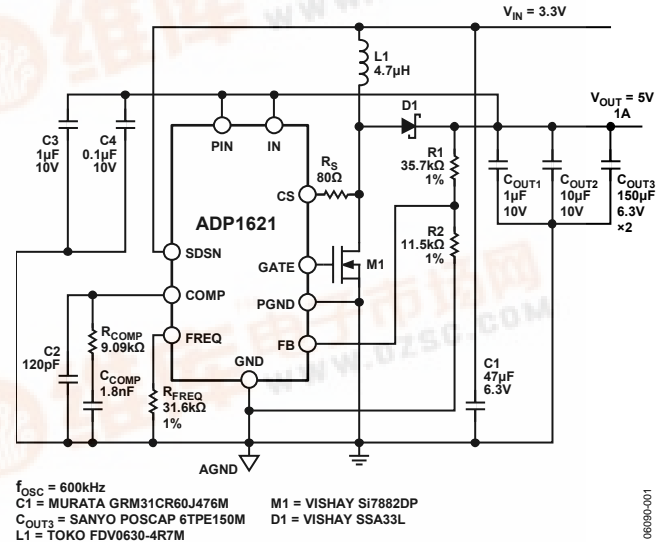 V_IN = 3.3V
L1
4.7µH
V_OUT = 5V
1A
D1
C3
1µF
10V
C4
0.1µF
10V
PIN
IN
R_S
80Ω
CS
R1
35.7kΩ
1%
C_OUT1
1µF
10V
C_OUT2
10µF
10V
C_OUT3
150µF
6.3V
×2
ADP1621
R2
11.5kΩ
1%
SDSN
GATE
M1
COMP
PGND
FREQ
FB
C2
120pF
R_COMP
9.09kΩ
C_COMP
1.8nF
R_FREQ
31.6kΩ
1%
GND
C1
47µF
6.3V
AGND
f_OSC = 600kHz
C1 = MURATA GRM31CR60J476M
C_OUT3 = SANYO POSCAP 6TPE150M
L1 = TOKO FDV0630-4R7M
M1 = VISHAY Si7882DP
D1 = VISHAY SSA33L
06090-001
WWW.DZSC.COM